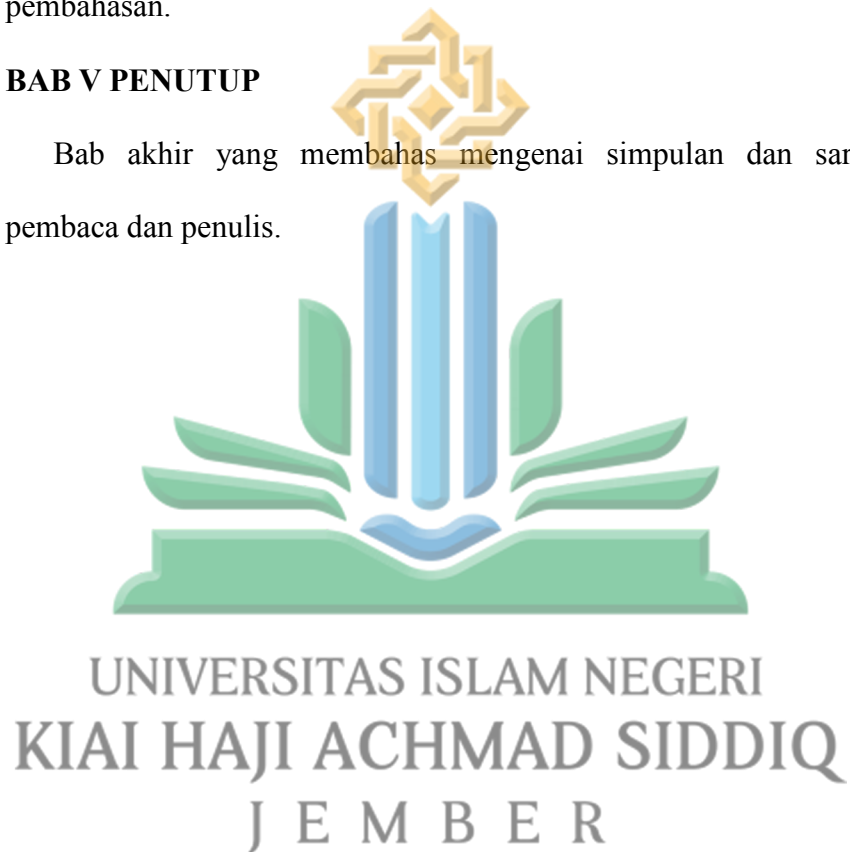 pembahasan.
BAB V PENUTUP
Bab akhir yang membahas mengenai simpulan dan
pembaca dan penulis.
UNIVERSITAS ISLAM NEGERI
KIAI HAJI ACHMAD SIDDIQ
JEMBER